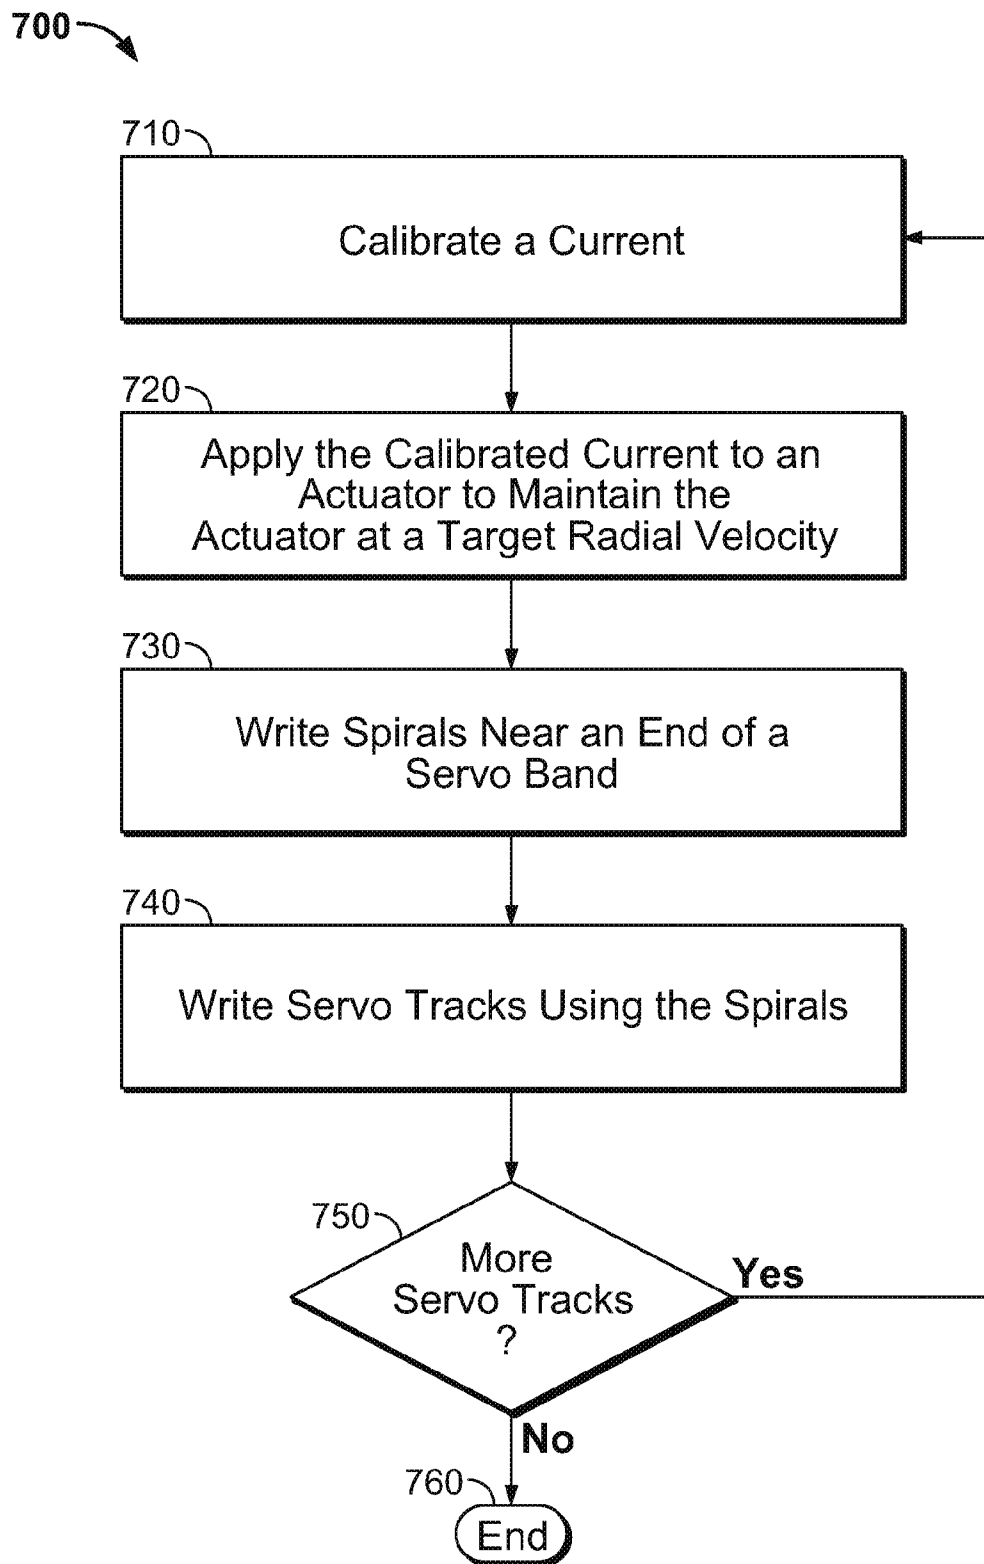 700
710
Calibrate a Current
720
Apply the Calibrated Current to an
Actuator to Maintain the
Actuator at a Target Radial Velocity
730
Write Spirals Near an End of a
Servo Band
740
Write Servo Tracks Using the Spirals
750
More
Servo Tracks
?
Yes
No
760
End